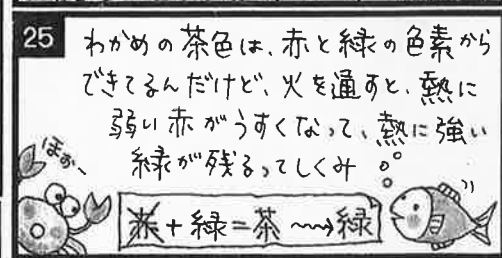 25
わかめの茶色は、赤と緑の色素から
できてるんだけど、火を通すと、熱に
弱い赤がうすくなって、熱に強い
緑が残るってしくみ
ほぉ〜
赤+緑=茶〜〜→緑